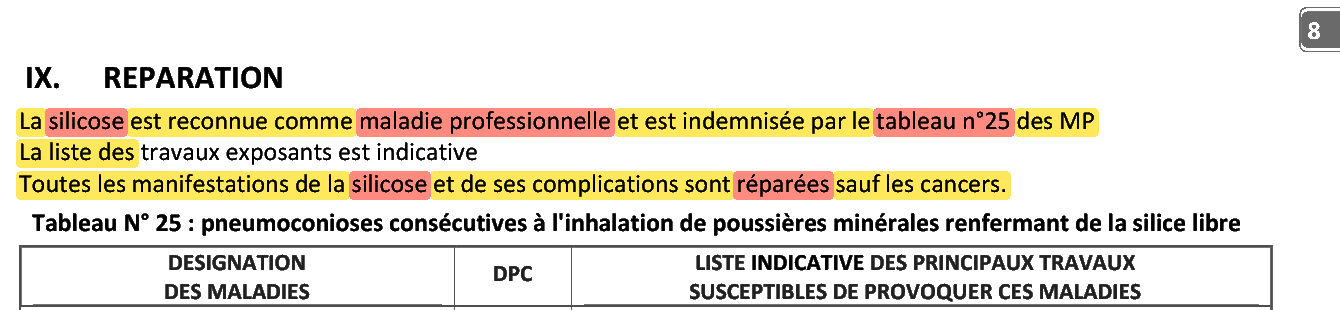 8
IX. REPARATION
La silicose est reconnue comme maladie professionnelle et est indemnisée par le tableau n°25 des MP
La liste des travaux exposants est indicative
Toutes les manifestations de la silicose et de ses complications sont réparées sauf les cancers.
Tableau N° 25 : pneumoconioses consécutives à l'inhalation de poussières minérales renfermant de la silice libre
DESIGNATION
DES MALADIES
DPC
LISTE INDICATIVE DES PRINCIPAUX TRAVAUX
SUSCEPTIBLES DE PROVOQUER CES MALADIES